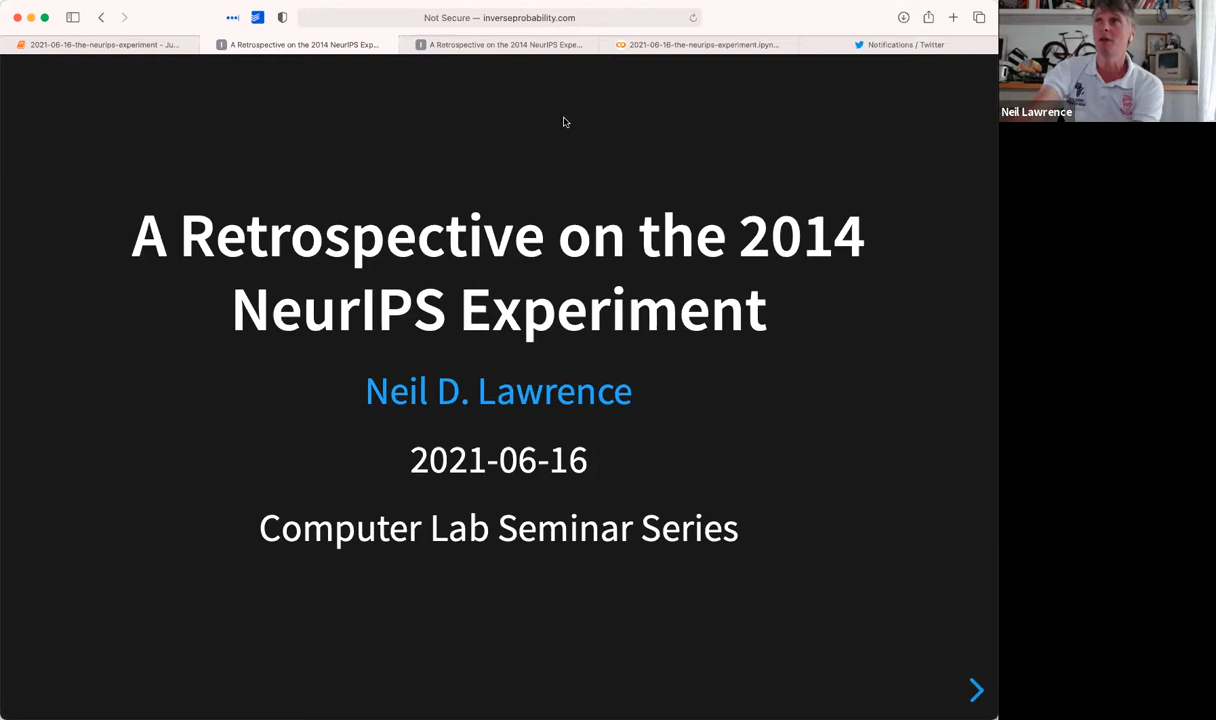 Not Secure — inverseprobability.com
2021-06-16-the-neurips-experiment - Ju...
A Retrospective on the 2014 NeurIPS Exp...
A Retrospective on the 2014 NeurIPS Expe...
2021-06-16-the-neurips-experiment.ipyn...
Notifications / Twitter
Neil Lawrence
A Retrospective on the 2014
NeurIPS Experiment
Neil D. Lawrence
2021-06-16
Computer Lab Seminar Series